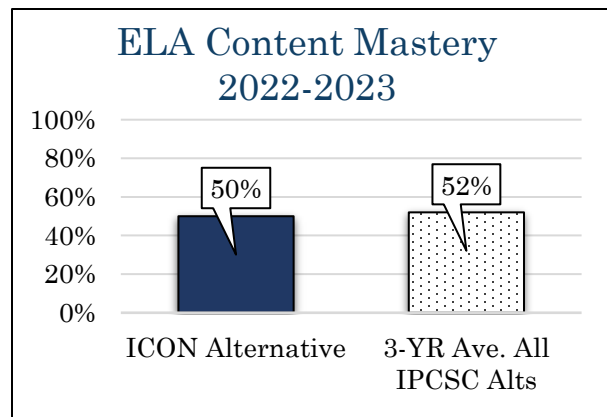 ELA Content Mastery
2022-2023
100%
80%
60%
40%
20%
0%
50%
52%
ICON Alternative
3-YR Ave. All
IPCSC Alts